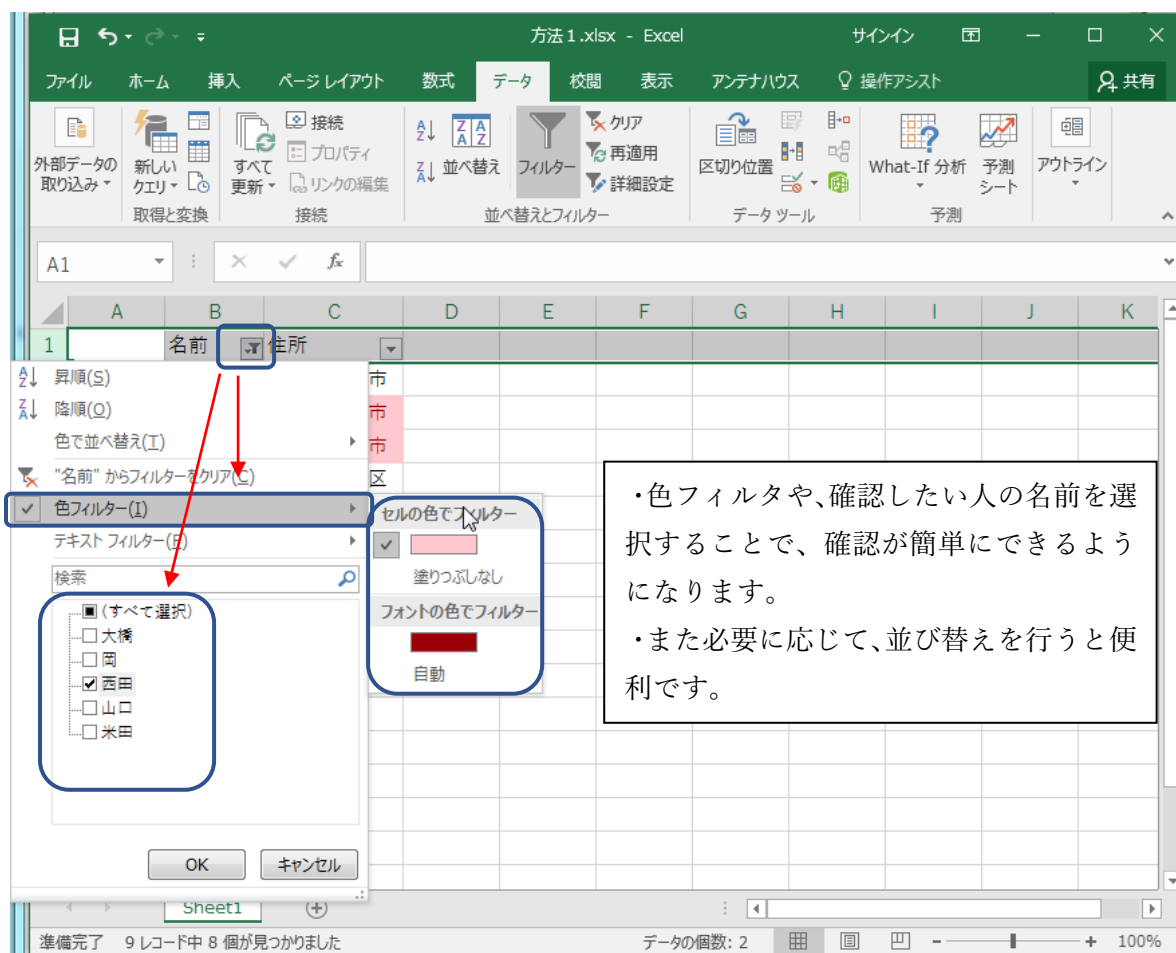 方法１.xlsx - Excel サインイン
ファイル ホーム 挿入 ページ レイアウト 数式 データ 校閲 表示 アンテナハウス 操作アシスト 共有
外部データの
取り込み
新しい
クエリ
すべて
更新
接続
プロパティ
リンクの編集
並べ替え
フィルター
クリア
再適用
詳細設定
区切り位置
What-If 分析
予測
シート
アウトライン
取得と変換 接続 並べ替えとフィルター データ ツール 予測
A1 fx
A B C D E F G H I J K
1 名前 住所
昇順(S) 市
降順(O) 市
色で並べ替え(T) 市
"名前" からフィルターをクリア(C) 区
色フィルター(I)
テキスト フィルター(F)
検索
(すべて選択)
大橋
岡
西田
山口
米田
OK キャンセル
セルの色でフィルター
塗りつぶしなし
フォントの色でフィルター
自動
・色フィルタや、確認したい人の名前を選
択することで、確認が簡単にできるよう
になります。
・また必要に応じて、並び替えを行うと便
利です。
Sheet1
準備完了 9 レコード中 8 個が見つかりました データの個数: 2 100%